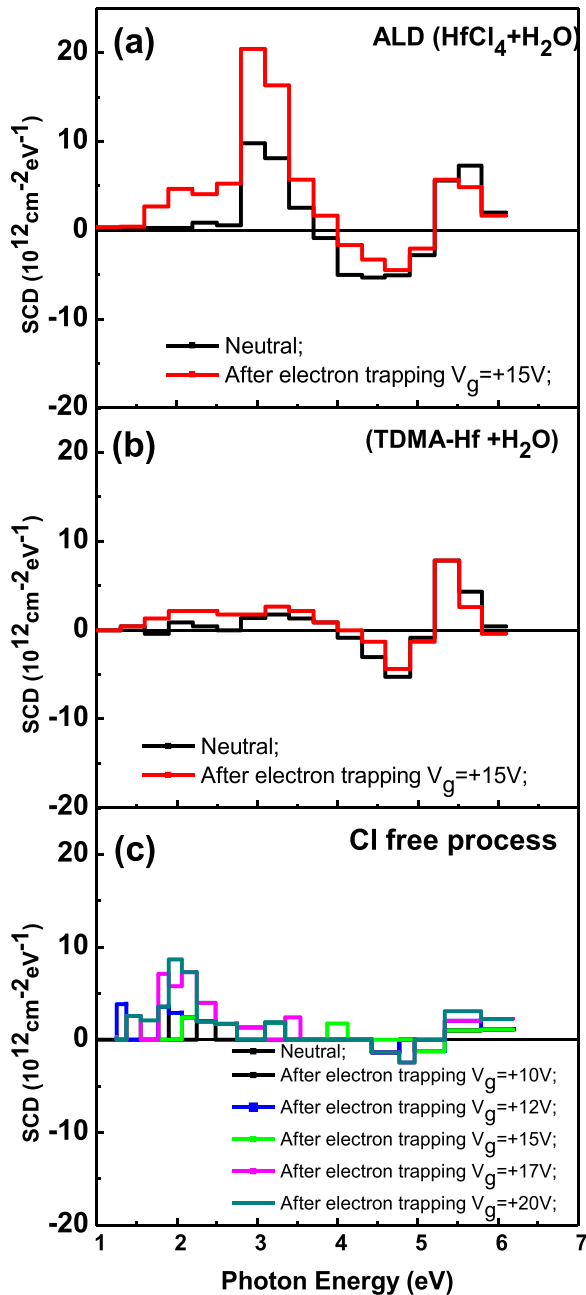 (a)
ALD (HfCl4+H2O)
20
10
0
-10
-20
SCD (10^12cm^-2eV^-1)
Neutral;
After electron trapping Vg=+15V;
(b)
(TDMA-Hf +H2O)
20
10
0
-10
-20
SCD (10^12cm^-2eV^-1)
Neutral;
After electron trapping Vg=+15V;
(c)
Cl free process
20
10
0
-10
-20
SCD (10^12cm^-2eV^-1)
Neutral;
After electron trapping Vg=+10V;
After electron trapping Vg=+12V;
After electron trapping Vg=+15V;
After electron trapping Vg=+17V;
After electron trapping Vg=+20V;
1 2 3 4 5 6 7
Photon Energy (eV)